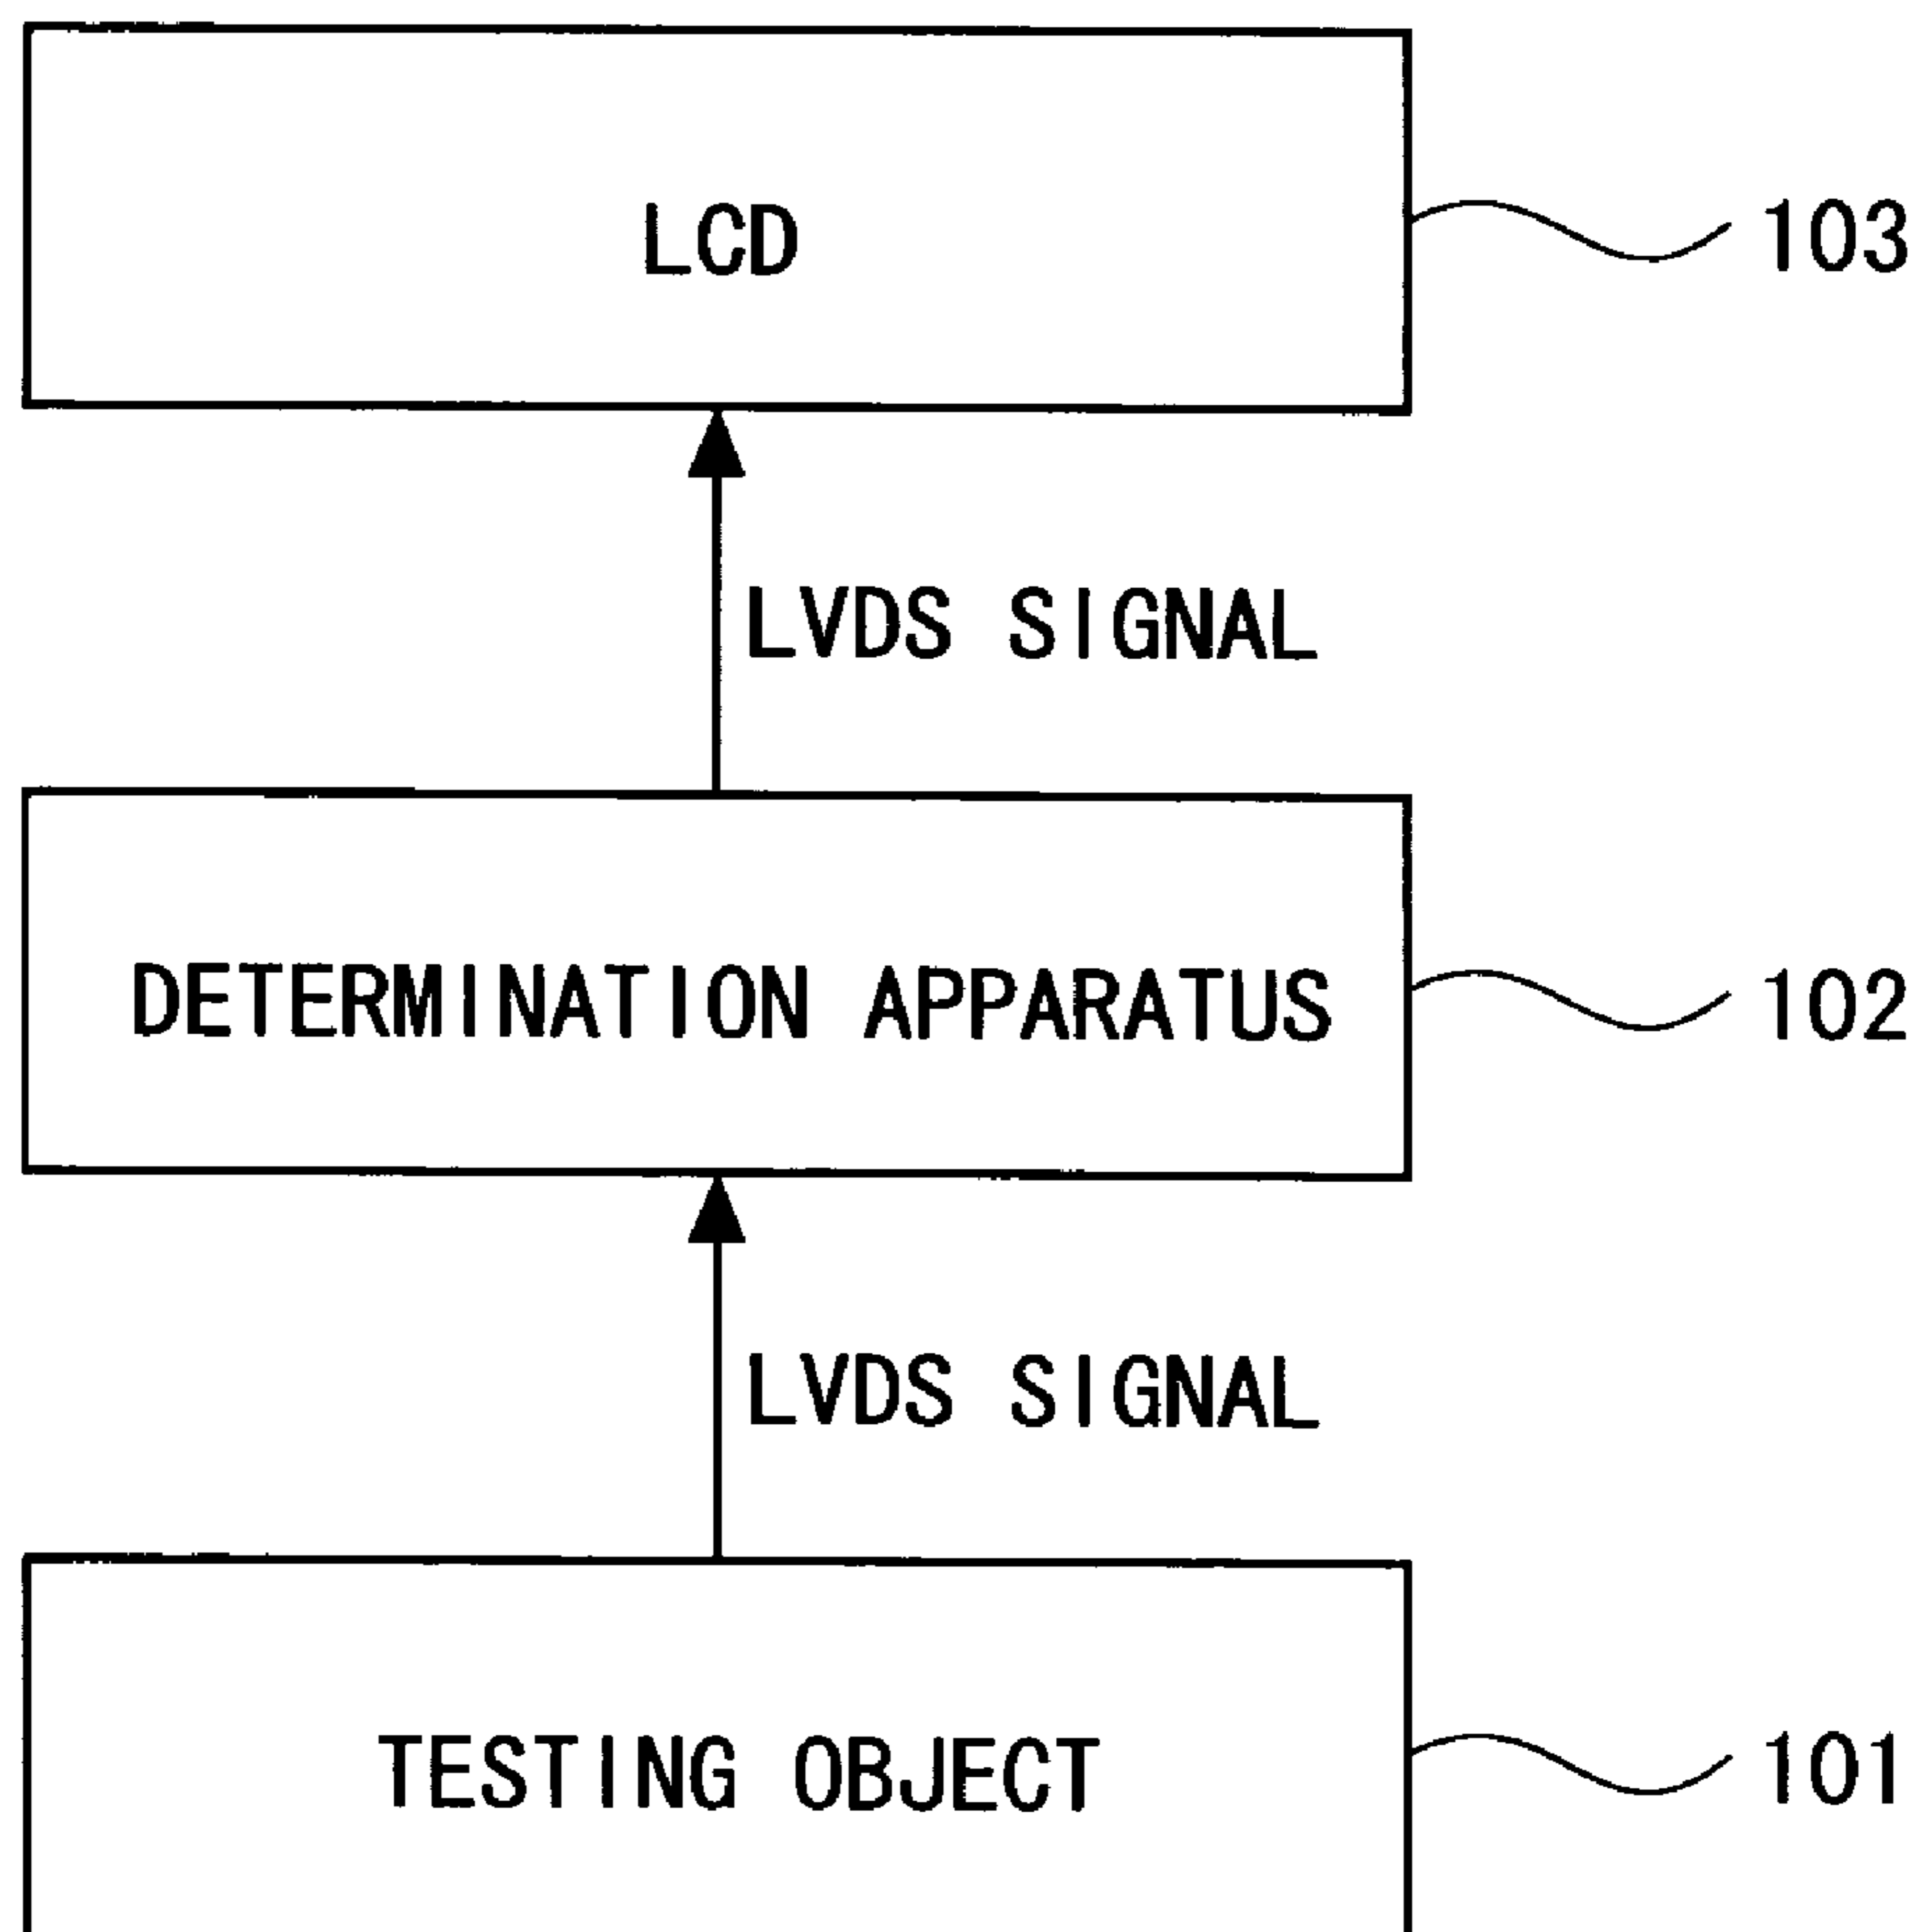 LCD
103
LVDS SIGNAL
DETERMINATION APPARATUS
102
LVDS SIGNAL
TESTING OBJECT
101